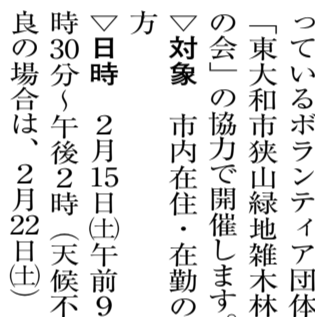 っているボランティア団体
「東大和市狭山緑地雑木林
の会」の協力で開催します。
▽対象　市内在住・在勤の
方
▽日時　2月15日㈯午前9
時30分〜午後2時（天候不
良の場合は、2月22日㈯）